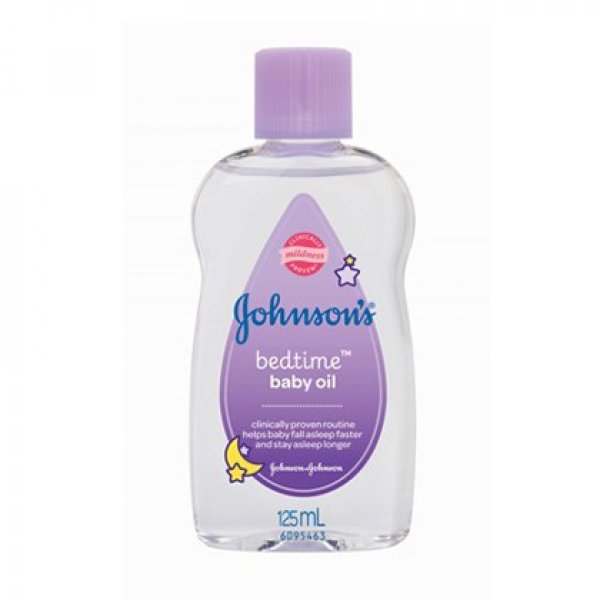 CLINICALLY
mildness
PROVEN†
Johnson's®
bedtime™
baby oil
clinically proven routine
helps baby fall asleep faster
and stay asleep longer
Johnson & Johnson
125mL
6095463